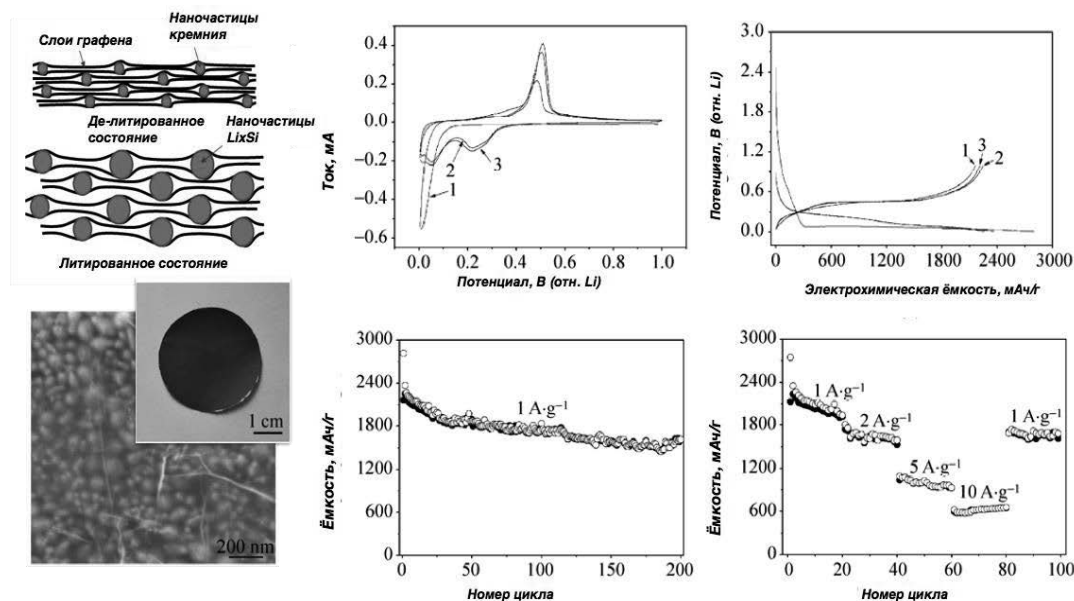 Слои графена
Наночастицы
кремния
Де-литированное
состояние
Наночастицы
LixSi
Литированное состояние
1 cm
200 nm
Ток, мА
0.4
0.2
0.0
−0.2
−0.4
−0.6
2
3
1
0.0 0.2 0.4 0.6 0.8 1.0
Потенциал, В (отн. Li)
Потенциал, В (отн. Li)
3.0
2.4
1.8
1.2
0.6
0.0
1 3 2
0 600 1200 1800 2400 3000
Электрохимическая ёмкость, мАч/г
Ёмкость, мАч/г
3000
2400
1800
1200
600
0
1 A·g⁻¹
0 50 100 150 200
Номер цикла
Ёмкость, мАч/г
3000
2400
1800
1200
600
0
1 A·g⁻¹
2 A·g⁻¹
5 A·g⁻¹
10 A·g⁻¹
1 A·g⁻¹
0 20 40 60 80 100
Номер цикла